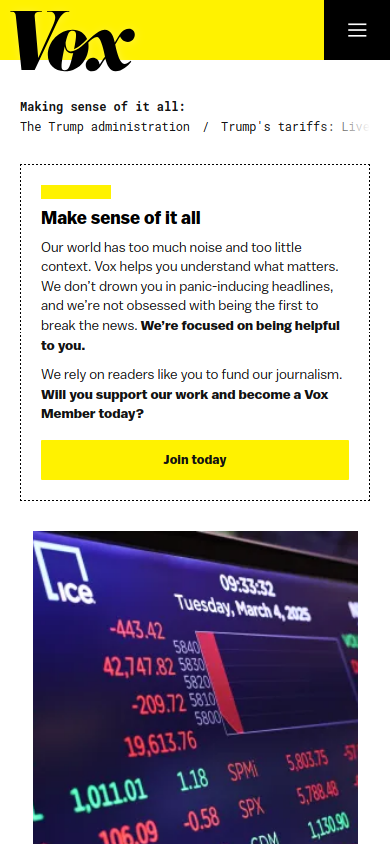 Vox
Making sense of it all:
The Trump administration / Trump's tariffs: Live
Make sense of it all
Our world has too much noise and too little
context. Vox helps you understand what matters.
We don't drown you in panic-inducing headlines,
and we're not obsessed with being the first to
break the news. We're focused on being helpful
to you.
We rely on readers like you to fund our journalism.
Will you support our work and become a Vox
Member today?
Join today
ICE
09:33:32
Tuesday, March 4, 2025
-443.42
42,747.82
-209.72
19,613.76
5840
5830
5820
5810
5800
1,011.01 1.18 SPMi 5,803.75
106.09 -0.58 SPX 5,788.48
1,130.90